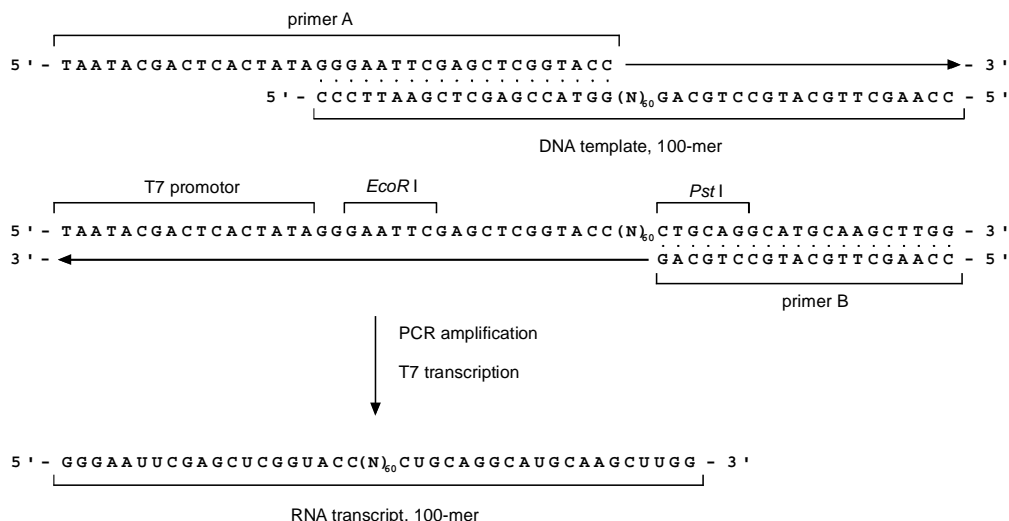 primer A
5'-TAATACGACTCACTATAGGGAATTCGAGCTCGGTACC - 3'
5'- CCCTTAAGCTCGAGCCATGG(N)60GACGTCCGTACGTTCGAACC - 5'
DNA template, 100-mer
T7 promotor EcoR I Pst I
5'-TAATACGACTCACTATAGGGAATTCGAGCTCGGTACC(N)60CTGCAGGCATGCAAGCTTGG - 3'
3'- GACGTCCGTACGTTCGAACC - 5'
primer B
PCR amplification
T7 transcription
5'-GGGAAUUCGAGCUCGGUACC(N)60CUGCAGGCAUGCAAGCUUGG - 3'
RNA transcript, 100-mer